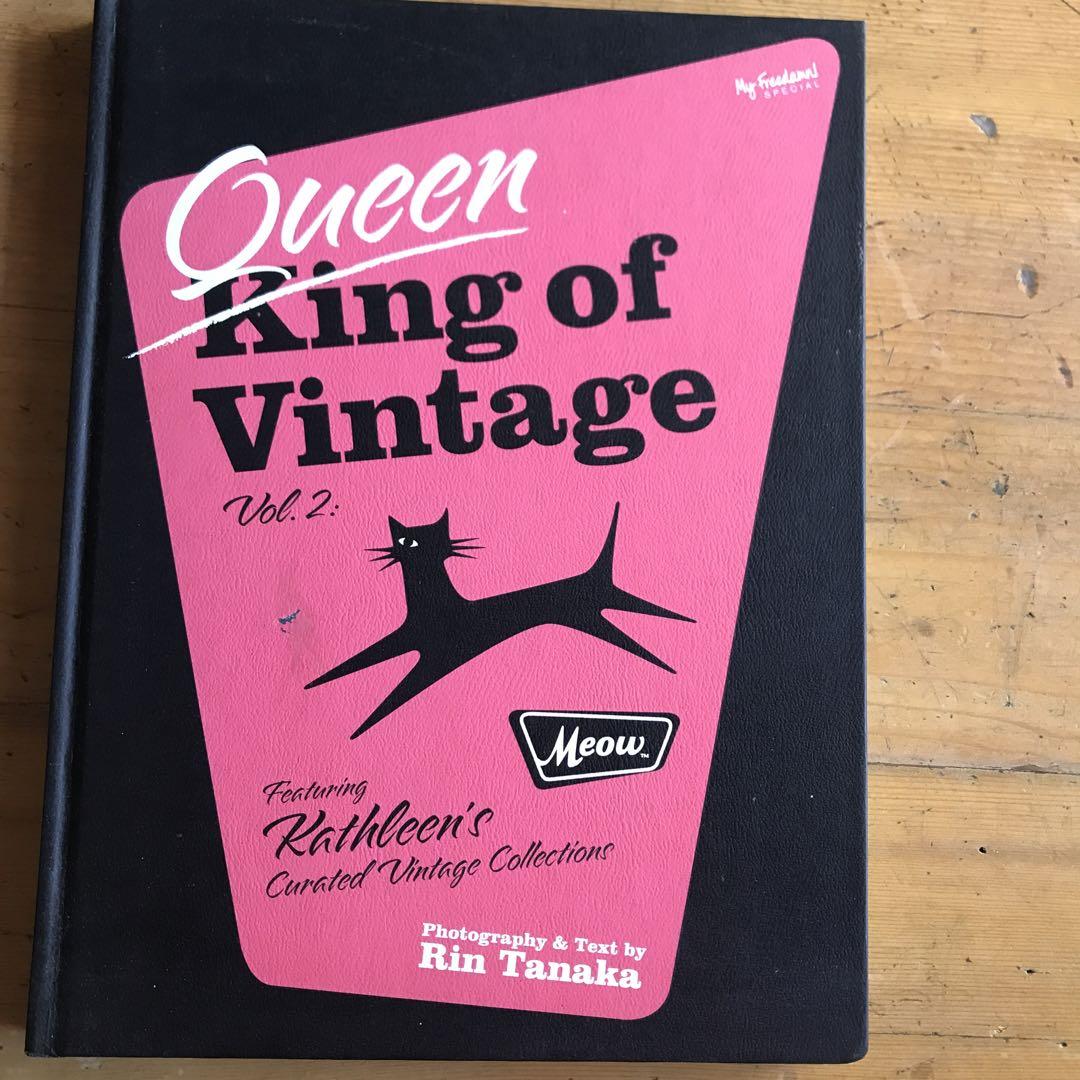 My Freedamn!
SPECIAL
Queen
King of
Vintage
Vol. 2:
Meow™
Featuring
Kathleen's
Curated Vintage Collections
Photography & Text by
Rin Tanaka